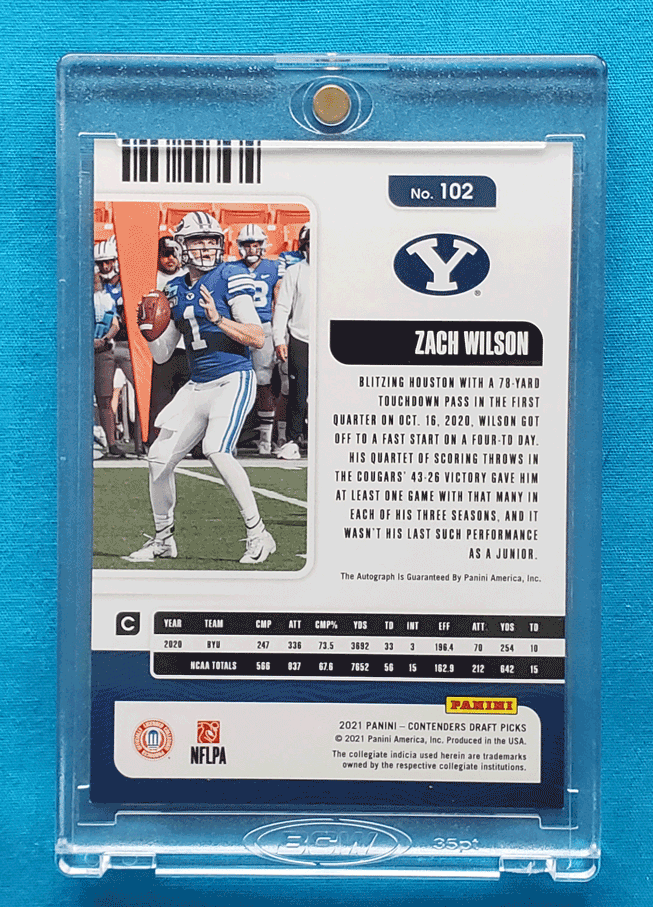 No. 102
Y
®
ZACH WILSON
BLITZING HOUSTON WITH A 78-YARD
TOUCHDOWN PASS IN THE FIRST
QUARTER ON OCT. 16, 2020, WILSON GOT
OFF TO A FAST START ON A FOUR-TD DAY.
HIS QUARTET OF SCORING THROWS IN
THE COUGARS' 43-26 VICTORY GAVE HIM
AT LEAST ONE GAME WITH THAT MANY IN
EACH OF HIS THREE SEASONS, AND IT
WASN'T HIS LAST SUCH PERFORMANCE
AS A JUNIOR.
The Autograph Is Guaranteed By Panini America, Inc.
1
C
YEAR TEAM CMP ATT CMP% YDS TD INT EFF ATT YDS TD
2020 BYU 247 336 73.5 3692 33 3 196.4 70 254 10
NCAA TOTALS 566 837 67.6 7652 56 15 162.9 212 642 15
PANINI
2021 PANINI – CONTENDERS DRAFT PICKS
© 2021 Panini America, Inc. Produced in the USA.
The collegiate indicia used herein are trademarks
owned by the respective collegiate institutions.
NFLPA
BCW
35pt